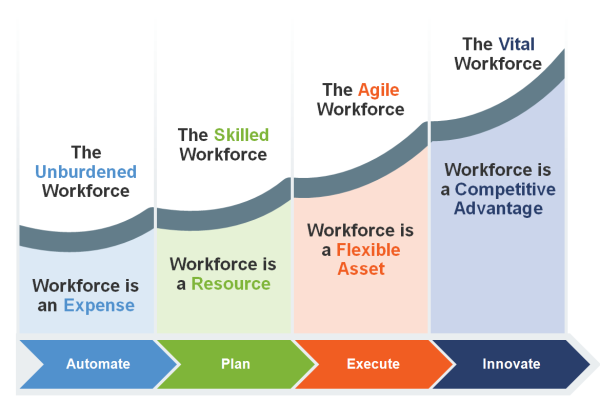 The
Unburdened
Workforce
The Skilled
Workforce
The Agile
Workforce
The Vital
Workforce
Workforce is
an Expense
Workforce is
a Resource
Workforce is
a Flexible
Asset
Workforce is
a Competitive
Advantage
Automate
Plan
Execute
Innovate